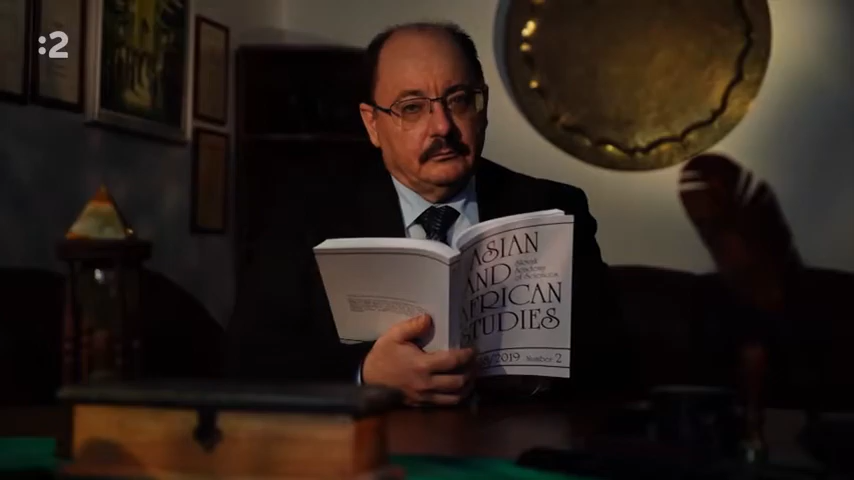 :2
ASIAN
AND
Slovak
Academy
of Sciences
AFRICAN
STUDIES
/2019 Number 2